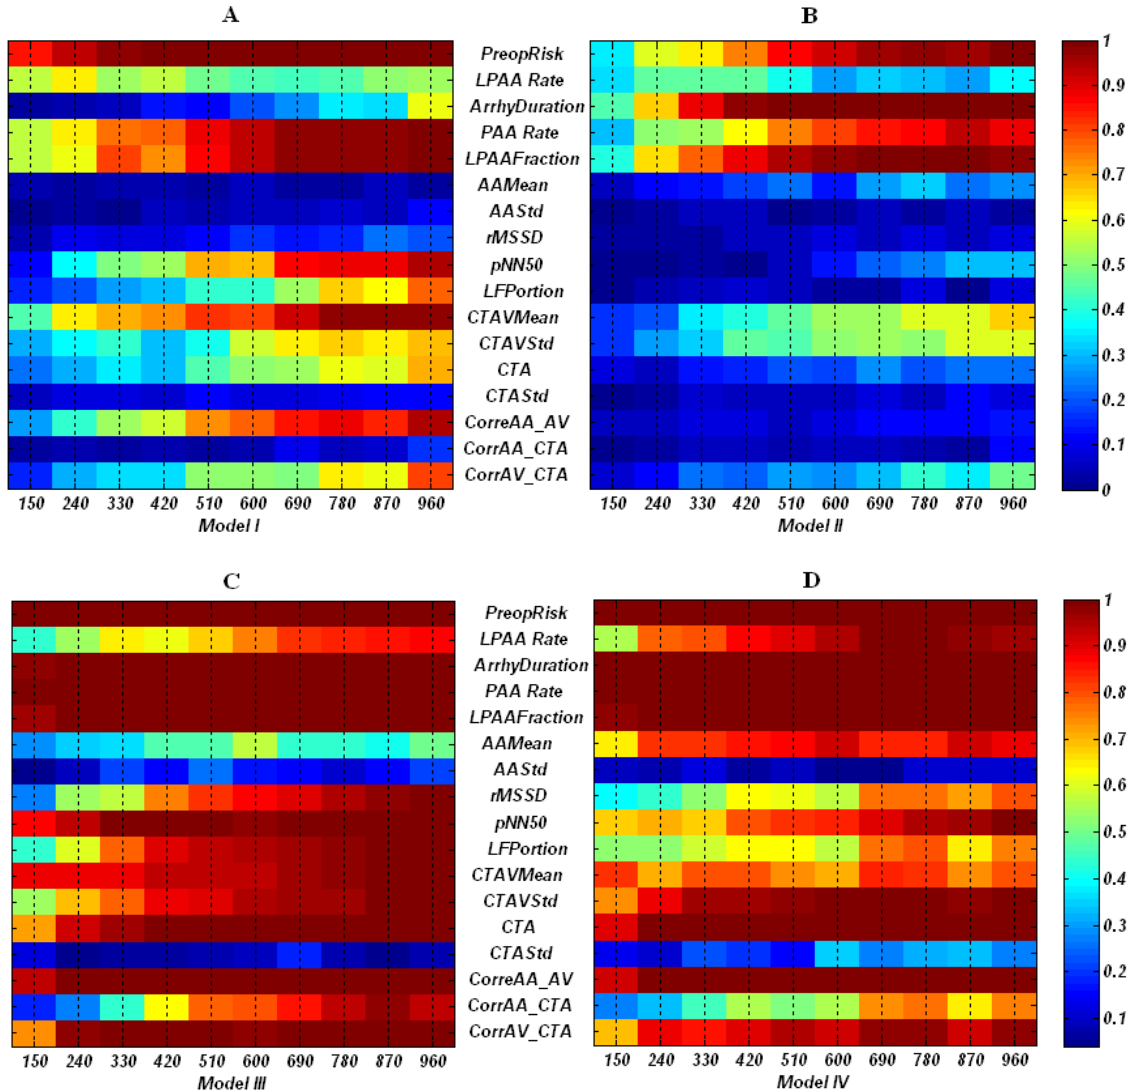 A
B
PreopRisk
LPAA Rate
ArrhyDuration
PAA Rate
LPAAFraction
AAMean
AAStd
rMSSD
pNN50
LFPortion
CTAVMean
CTAVStd
CTA
CTAStd
CorreAA_AV
CorrAA_CTA
CorrAV_CTA
1
0.9
0.8
0.7
0.6
0.5
0.4
0.3
0.2
0.1
0
150 240 330 420 510 600 690 780 870 960
Model I
150 240 330 420 510 600 690 780 870 960
Model II
C
D
PreopRisk
LPAA Rate
ArrhyDuration
PAA Rate
LPAAFraction
AAMean
AAStd
rMSSD
pNN50
LFPortion
CTAVMean
CTAVStd
CTA
CTAStd
CorreAA_AV
CorrAA_CTA
CorrAV_CTA
1
0.9
0.8
0.7
0.6
0.5
0.4
0.3
0.2
0.1
150 240 330 420 510 600 690 780 870 960
Model III
150 240 330 420 510 600 690 780 870 960
Model IV